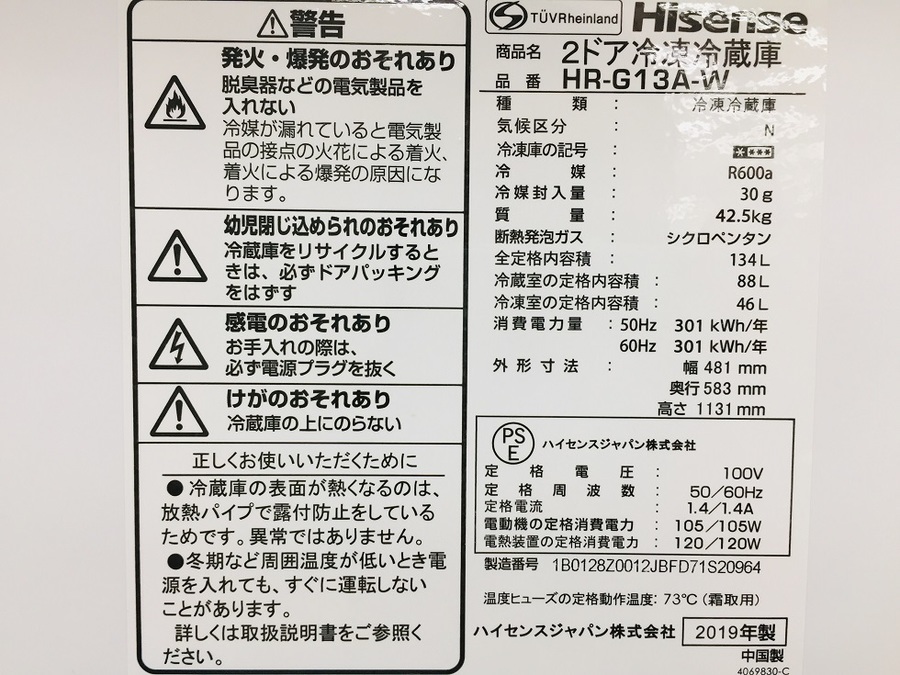 警告
発火・爆発のおそれあり
脱臭器などの電気製品を
入れない
冷媒が漏れていると電気製
品の接点の火花による着火、
着火による爆発の原因にな
ります。
幼児閉じ込められのおそれあり
冷蔵庫をリサイクルすると
きは、必ずドアパッキング
をはずす
感電のおそれあり
お手入れの際は、
必ず電源プラグを抜く
けがのおそれあり
冷蔵庫の上にのらない
正しくお使いいただくために
●冷蔵庫の表面が熱くなるのは、
放熱パイプで露付防止をしている
ためです。異常ではありません。
●冬期など周囲温度が低いとき電
源を入れても、すぐに運転しない
ことがあります。
詳しくは取扱説明書をご参照く
ださい。
TÜVRheinland Hisense
商品名 2ドア冷凍冷蔵庫
品番 HR-G13A-W
種類 : 冷凍冷蔵庫
気候区分 : N
冷凍庫の記号 : ****
冷媒 : R600a
冷媒封入量 : 30g
質量 : 42.5kg
断熱発泡ガス : シクロペンタン
全定格内容積 : 134L
冷蔵室の定格内容積 : 88L
冷凍室の定格内容積 : 46L
消費電力量 : 50Hz 301 kWh/年
60Hz 301 kWh/年
外形寸法 : 幅 481 mm
奥行 583 mm
高さ 1131 mm
PS
E ハイセンスジャパン株式会社
定格電圧 : 100V
定格周波数 : 50/60Hz
定格電流 : 1.4/1.4A
電動機の定格消費電力 : 105/105W
電熱装置の定格消費電力 : 120/120W
製造番号 1B0128Z0012JBFD71S20964
温度ヒューズの定格動作温度: 73℃(霜取用)
ハイセンスジャパン株式会社 2019年製
中国製
4069830-C